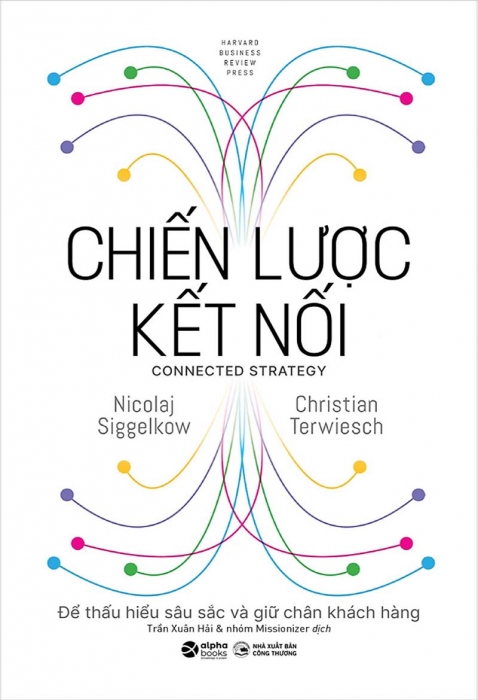 HARVARD
BUSINESS
REVIEW
PRESS
CHIẾN LƯỢC
KẾT NỐI
CONNECTED STRATEGY
Nicolaj
Siggelkow
Christian
Terwiesch
Để thấu hiểu sâu sắc và giữ chân khách hàng
Trần Xuân Hải & nhóm Missionizer dịch
alpha
books
NHÀ XUẤT BẢN
CÔNG THƯƠNG